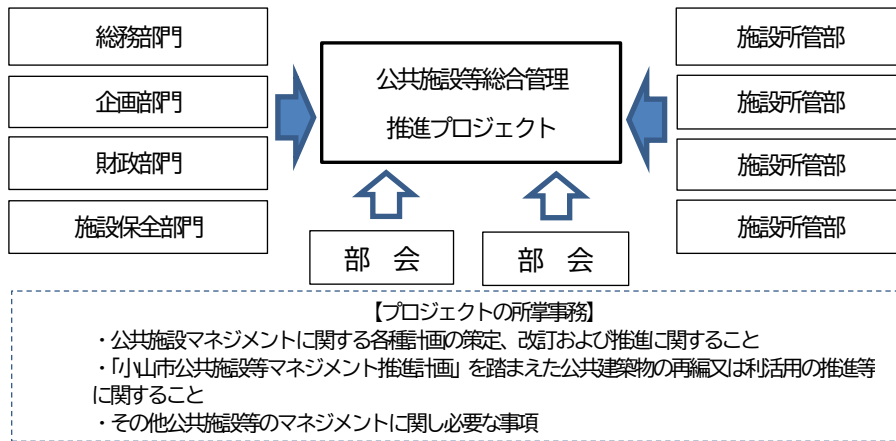 総務部門
企画部門
財政部門
施設保全部門
公共施設等総合管理
推進プロジェクト
施設所管部
施設所管部
施設所管部
施設所管部
部　会
部　会
【プロジェクトの所掌事務】
・公共施設マネジメントに関する各種計画の策定、改訂および推進に関すること
・「小山市公共施設等マネジメント推進計画」を踏まえた公共建築物の再編又は利活用の推進等
に関すること
・その他公共施設等のマネジメントに関し必要な事項